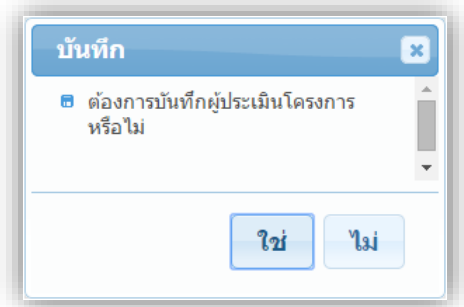 บันทึก
ต้องการบันทึกผู้ประเมินโครงการ
หรือไม่
ใช่
ไม่